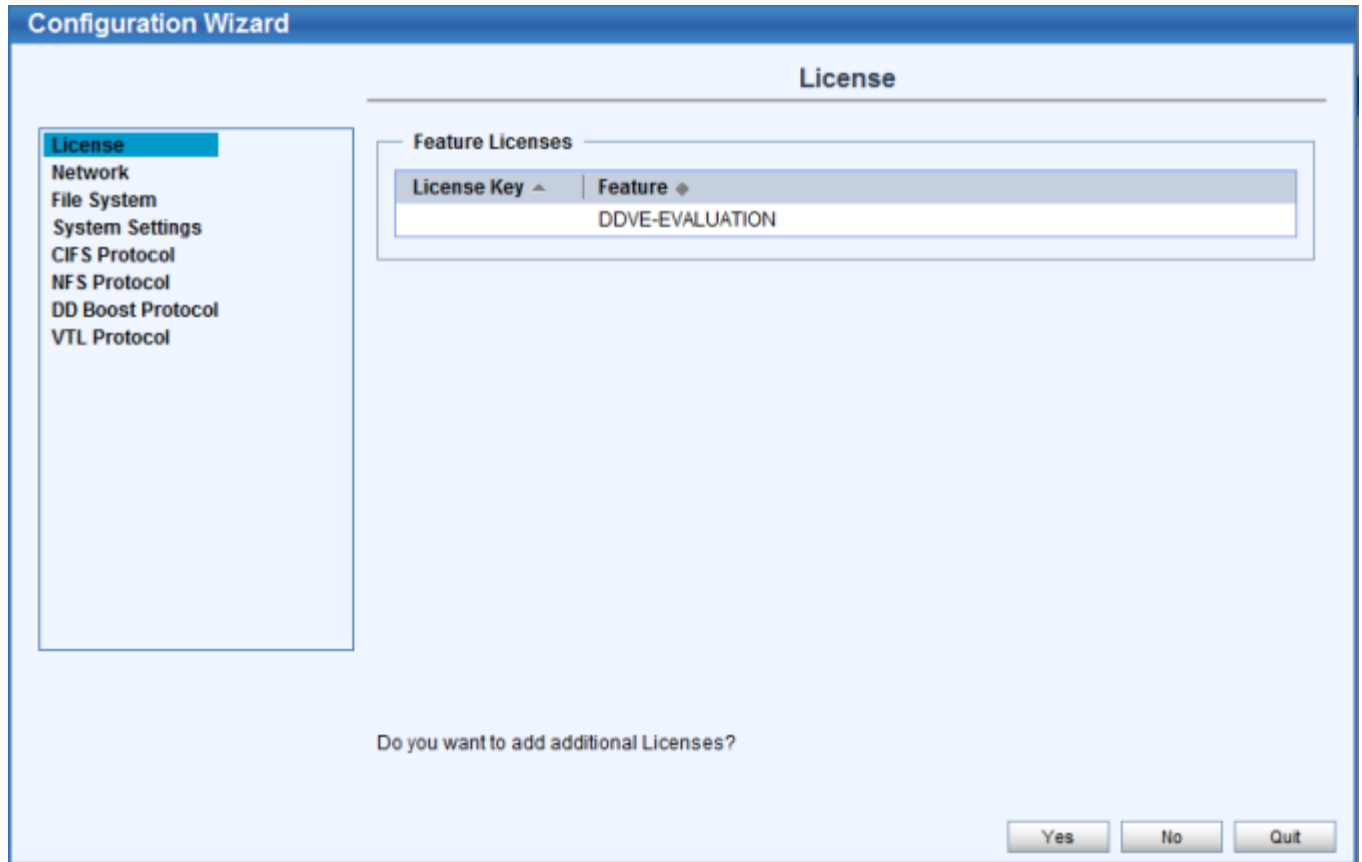 Configuration Wizard
License
License
Network
File System
System Settings
CIFS Protocol
NFS Protocol
DD Boost Protocol
VTL Protocol
Feature Licenses
License Key Feature
DDVE-EVALUATION
Do you want to add additional Licenses?
Yes No Quit